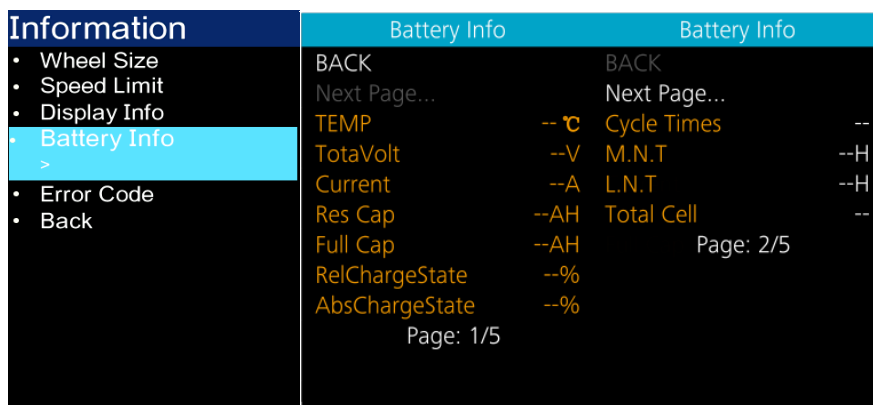 Information
• Wheel Size
• Speed Limit
• Display Info
• Battery Info
>
• Error Code
• Back
Battery Info
BACK
Next Page...
TEMP -- ℃
TotaVolt --V
Current --A
Res Cap --AH
Full Cap --AH
RelChargeState --%
AbsChargeState --%
Page: 1/5
Battery Info
BACK
Next Page...
Cycle Times --
M.N.T --H
L.N.T --H
Total Cell --
Page: 2/5